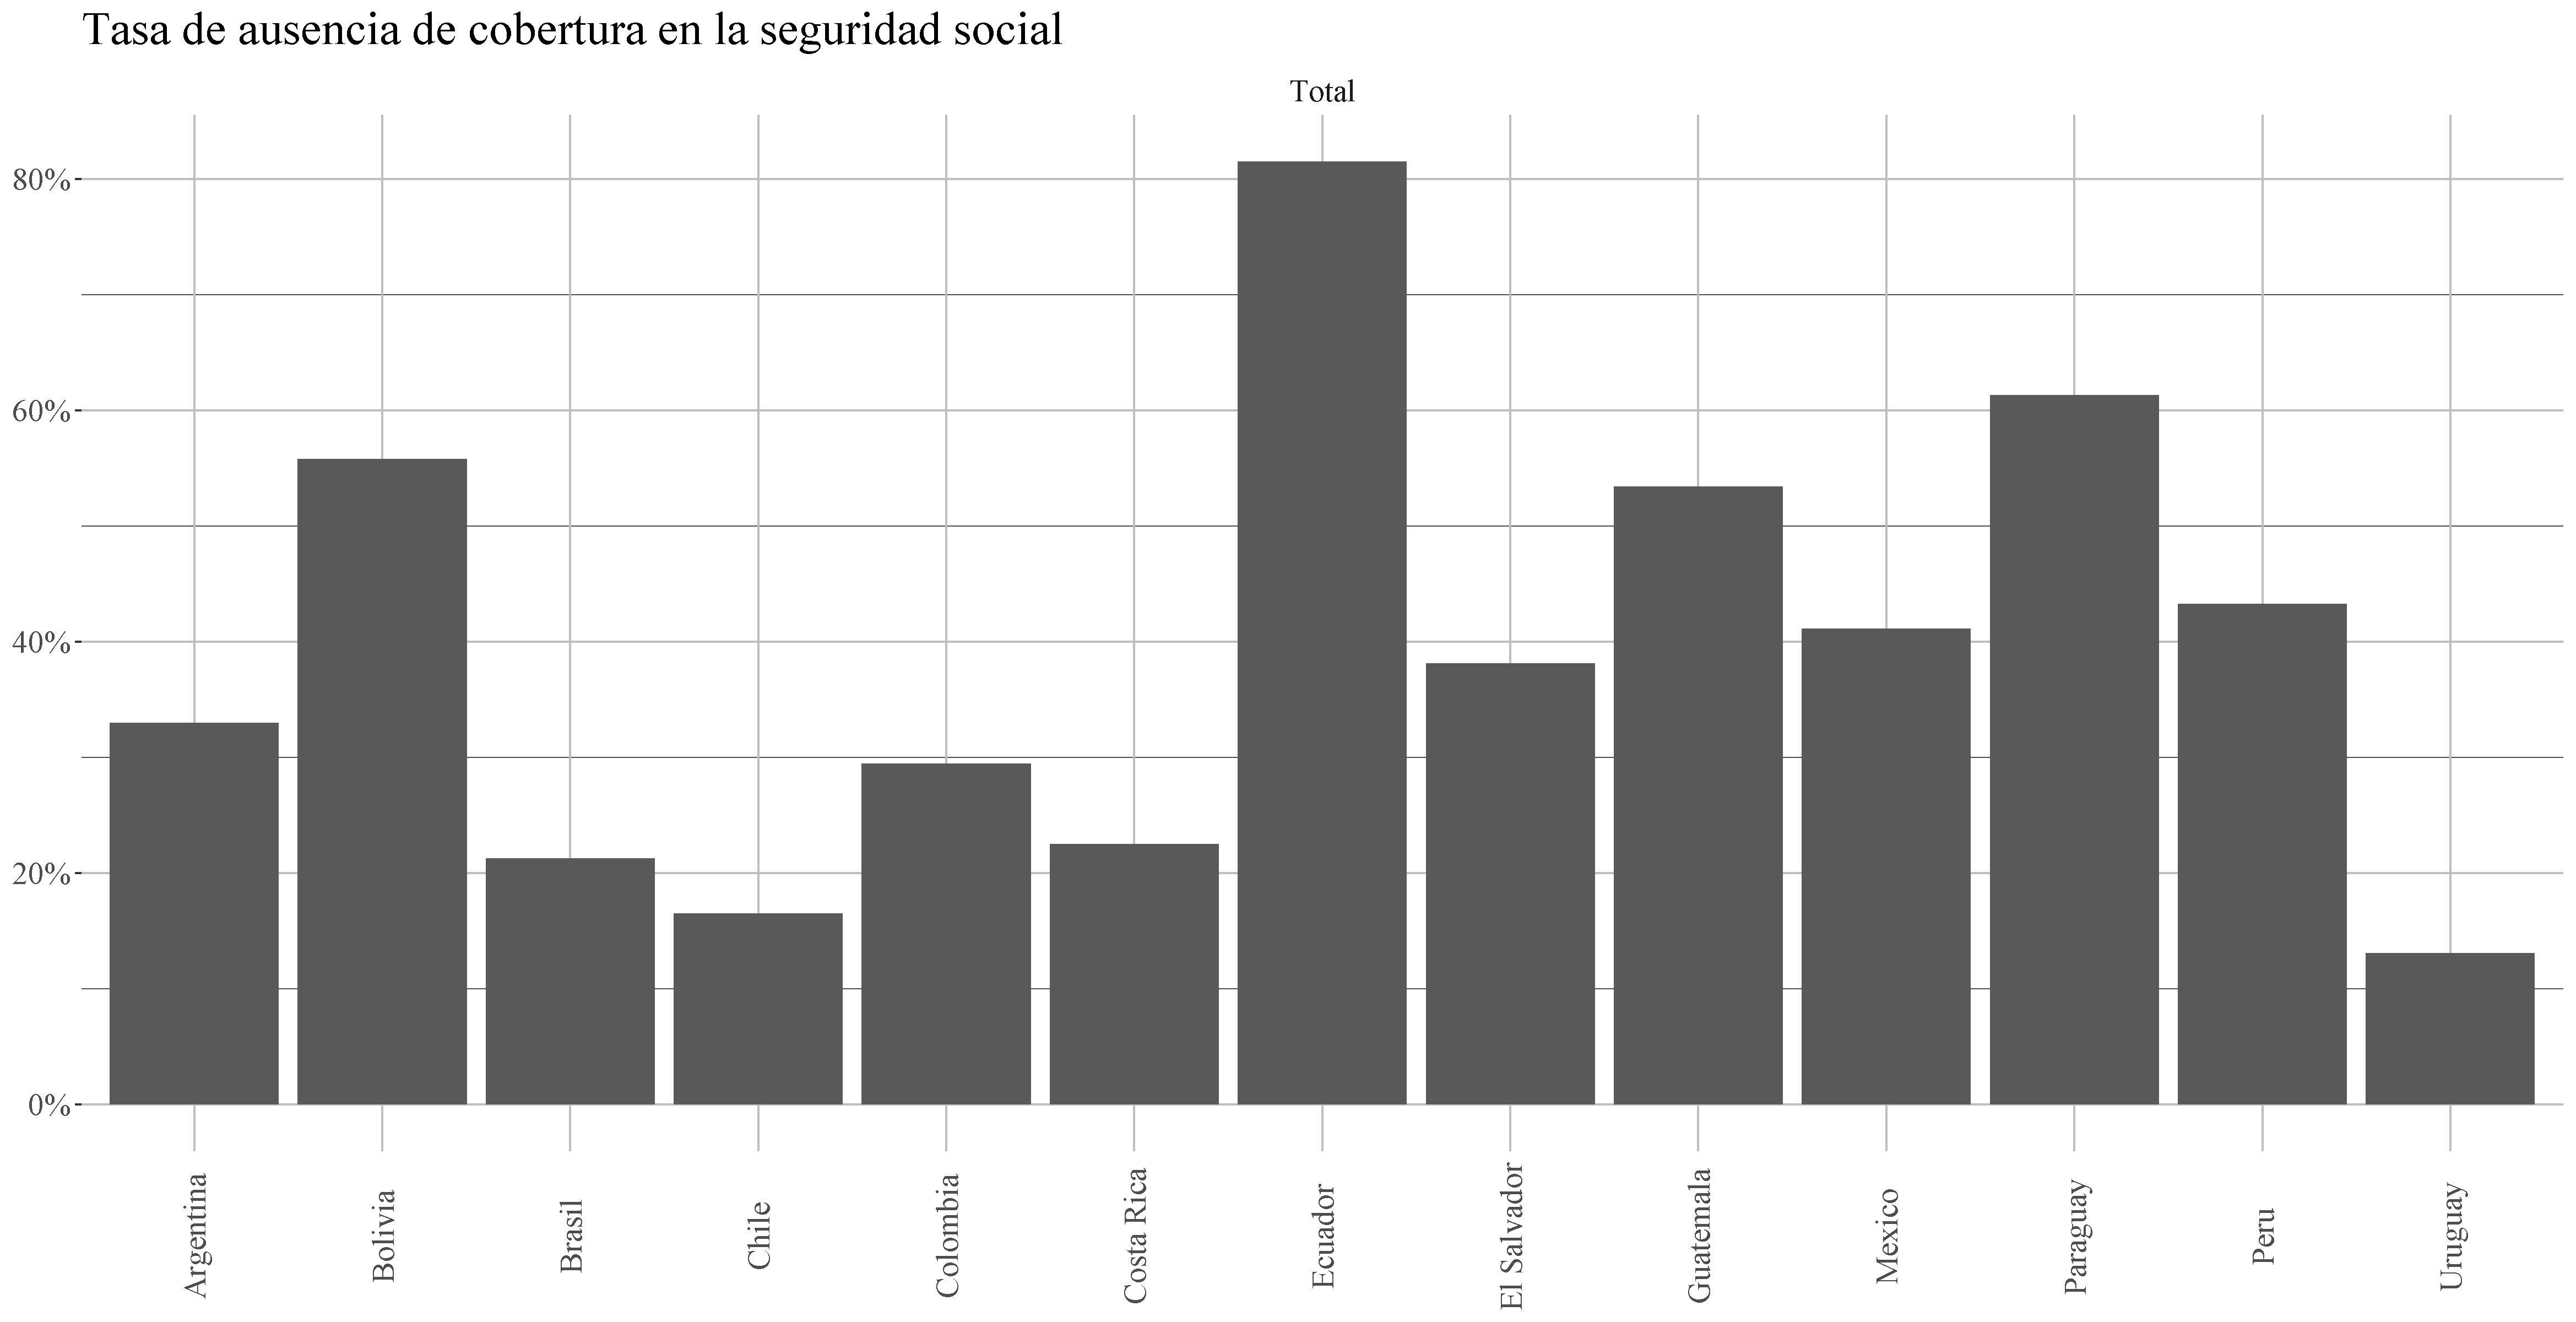 Tasa de ausencia de cobertura en la seguridad social
Total
80%
60%
40%
20%
0%
Argentina
Bolivia
Brasil
Chile
Colombia
Costa Rica
Ecuador
El Salvador
Guatemala
Mexico
Paraguay
Peru
Uruguay